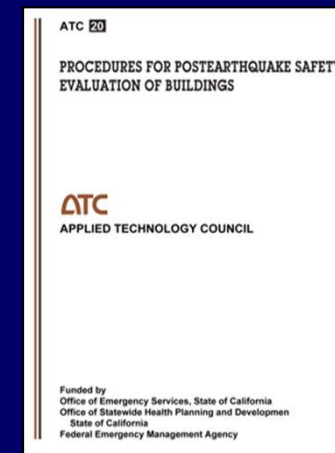 ATC 20
PROCEDURES FOR POSTEARTHQUAKE SAFETY
EVALUATION OF BUILDINGS
ATC
APPLIED TECHNOLOGY COUNCIL
Funded by
Office of Emergency Services, State of California
Office of Statewide Health Planning and Developmen
State of California
Federal Emergency Management Agency